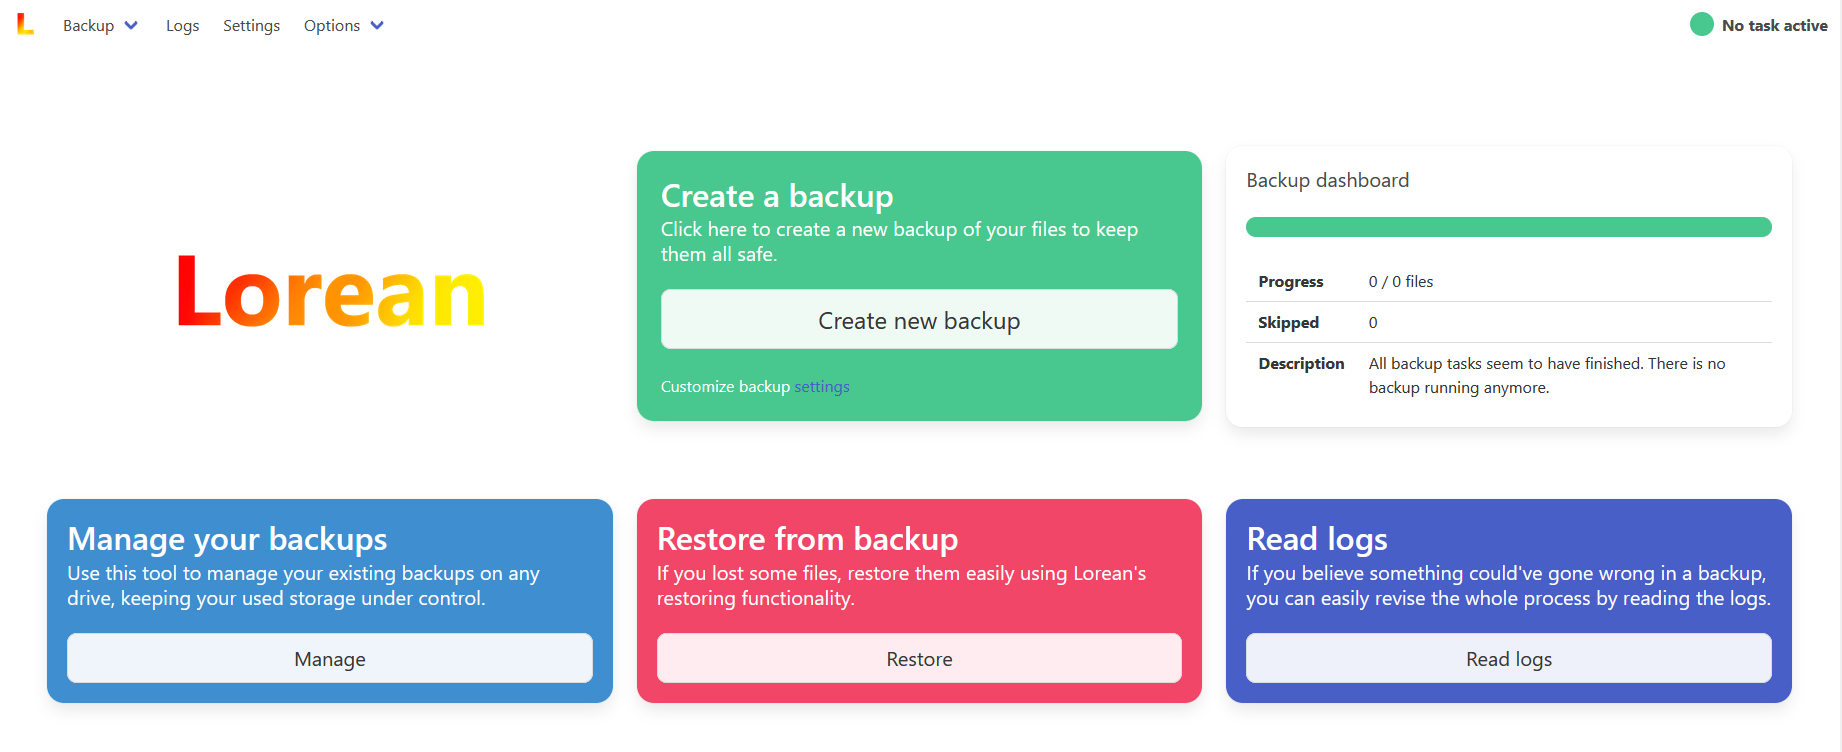 L Backup Logs Settings Options No task active
Lorean
Create a backup
Click here to create a new backup of your files to keep
them all safe.
Create new backup
Customize backup settings
Backup dashboard
Progress 0 / 0 files
Skipped 0
Description All backup tasks seem to have finished. There is no
backup running anymore.
Manage your backups
Use this tool to manage your existing backups on any
drive, keeping your used storage under control.
Manage
Restore from backup
If you lost some files, restore them easily using Lorean's
restoring functionality.
Restore
Read logs
If you believe something could've gone wrong in a backup,
you can easily revise the whole process by reading the logs.
Read logs